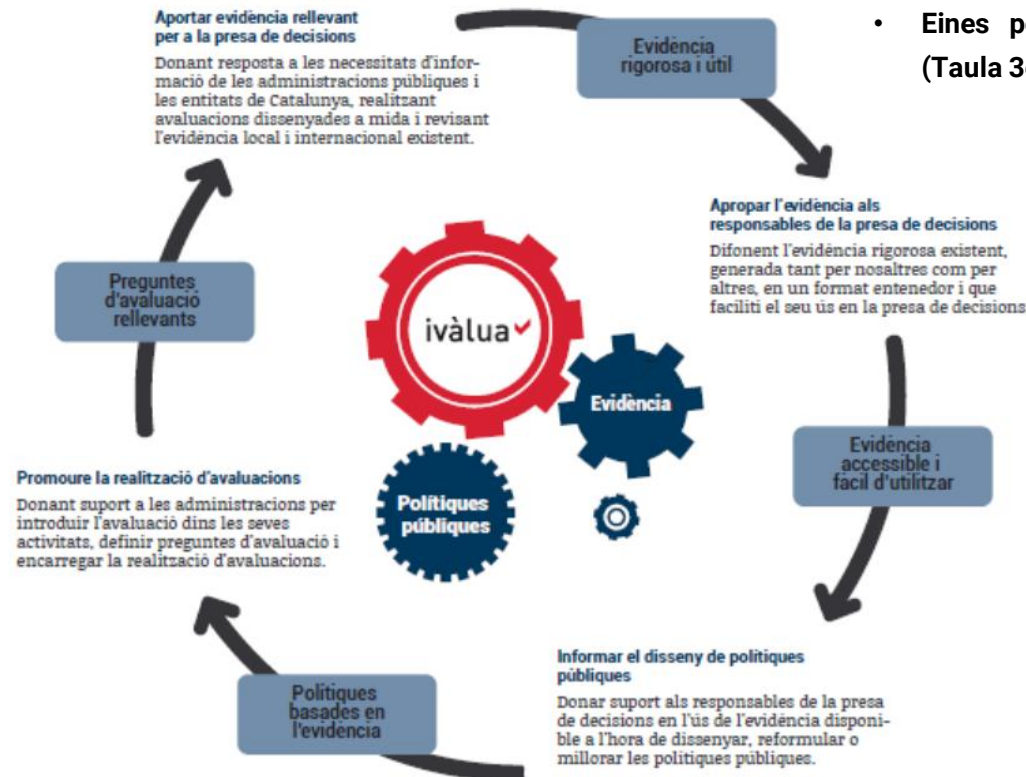 Aportar evidència rellevant
per a la presa de decisions
Donant resposta a les necessitats d'infor-
mació de les administracions públiques i
les entitats de Catalunya, realitzant
avaluacions dissenyades a mida i revisant
l'evidència local i internacional existent.
Evidència
rigorosa i útil
• Eines
(Taula
Apropar l'evidència als
responsables de la presa de decisions
Difonent l'evidència rigorosa existent,
generada tant per nosaltres com per
altres, en un format entenedor i que
faciliti el seu ús en la presa de decisions
Preguntes
d'avaluació
rellevants
ivàlua
Evidència
Evidència
accessible i
fàcil d'utilitzar
Promoure la realització d'avaluacions
Donant suport a les administracions per
introduir l'avaluació dins les seves
activitats, definir preguntes d'avaluació i
encarregar la realització d'avaluacions.
Polítiques
públiques
Informar el disseny de polítiques
públiques
Donar suport als responsables de la presa
de decisions en l'ús de l'evidència disponi-
ble a l'hora de dissenyar, reformular o
millorar les polítiques públiques.
Polítiques
basades en
l'evidència